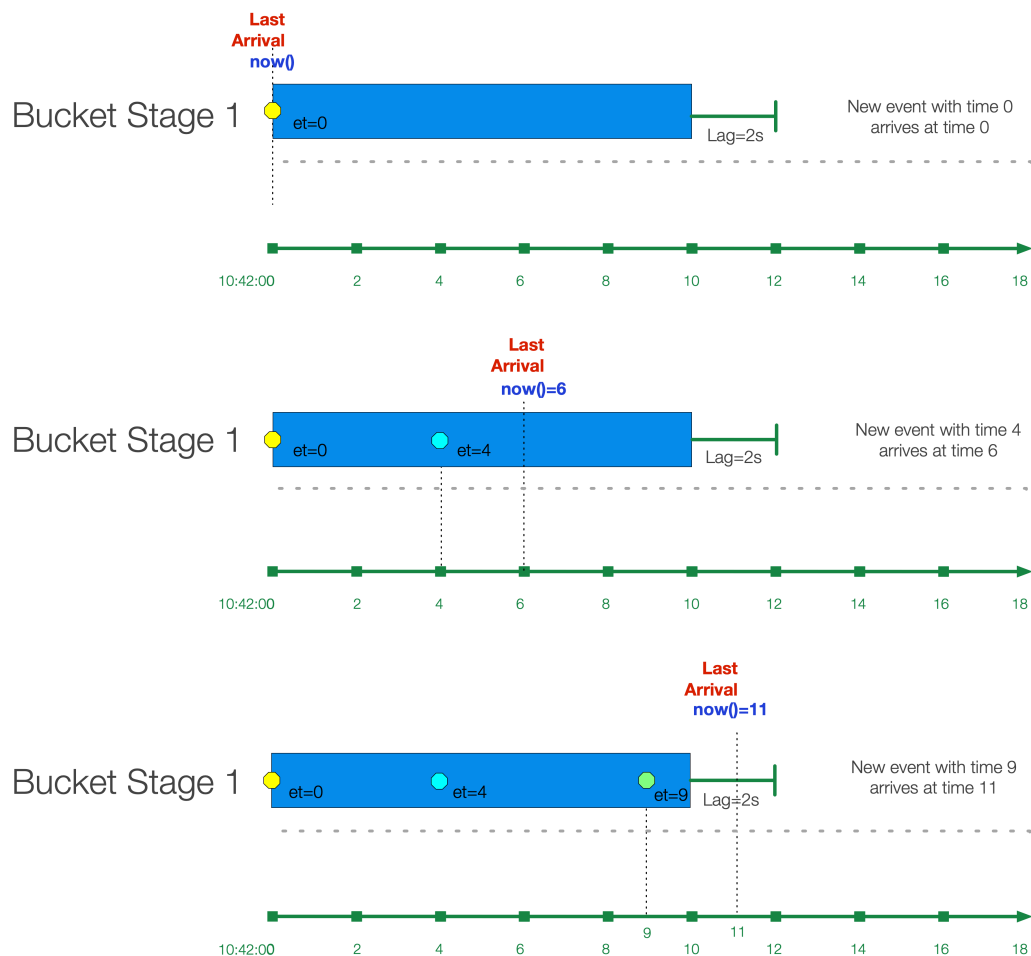 Last
Arrival
now()
Bucket Stage 1
et=0
Lag=2s
New event with time 0
arrives at time 0
10:42:00 2 4 6 8 10 12 14 16 18
Last
Arrival
now()=6
Bucket Stage 1
et=0
et=4
Lag=2s
New event with time 4
arrives at time 6
10:42:00 2 4 6 8 10 12 14 16 18
Last
Arrival
now()=11
Bucket Stage 1
et=0
et=4
et=9
Lag=2s
New event with time 9
arrives at time 11
9 11
10:42:00 2 4 6 8 10 12 14 16 18